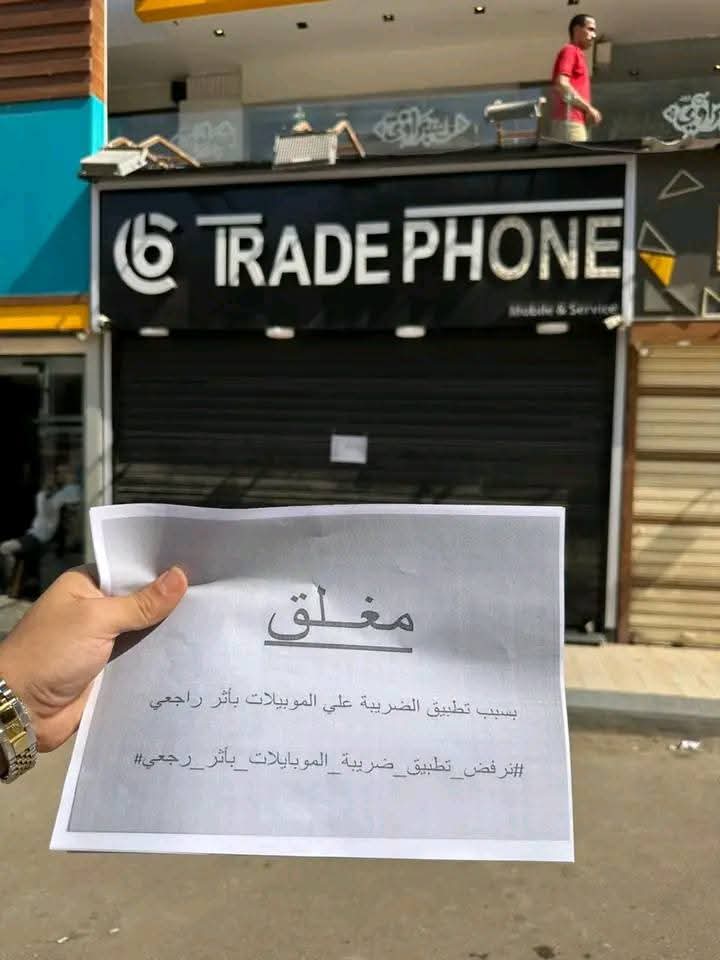 TRADE PHONE
Mobile & Service
مغلق
بسبب تطبيق الضريبة علي الموبيلات بأثر راجعي
#نرفض_تطبيق_ضريبة_الموبايلات_بأثر_رجعي#